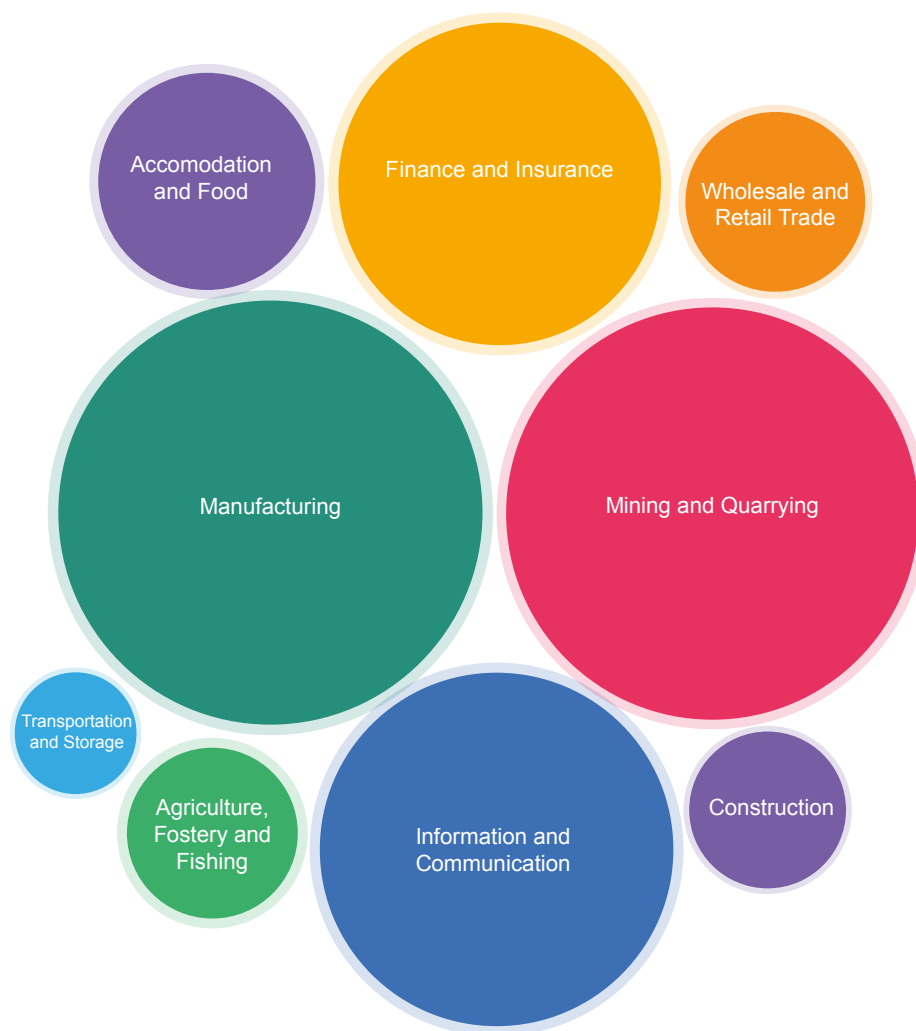 Accomodation
and Food
Finance and Insurance
Wholesale and
Retail Trade
Manufacturing
Mining and Quarrying
Transportation
and Storage
Agriculture,
Fostery and
Fishing
Information and
Communication
Construction